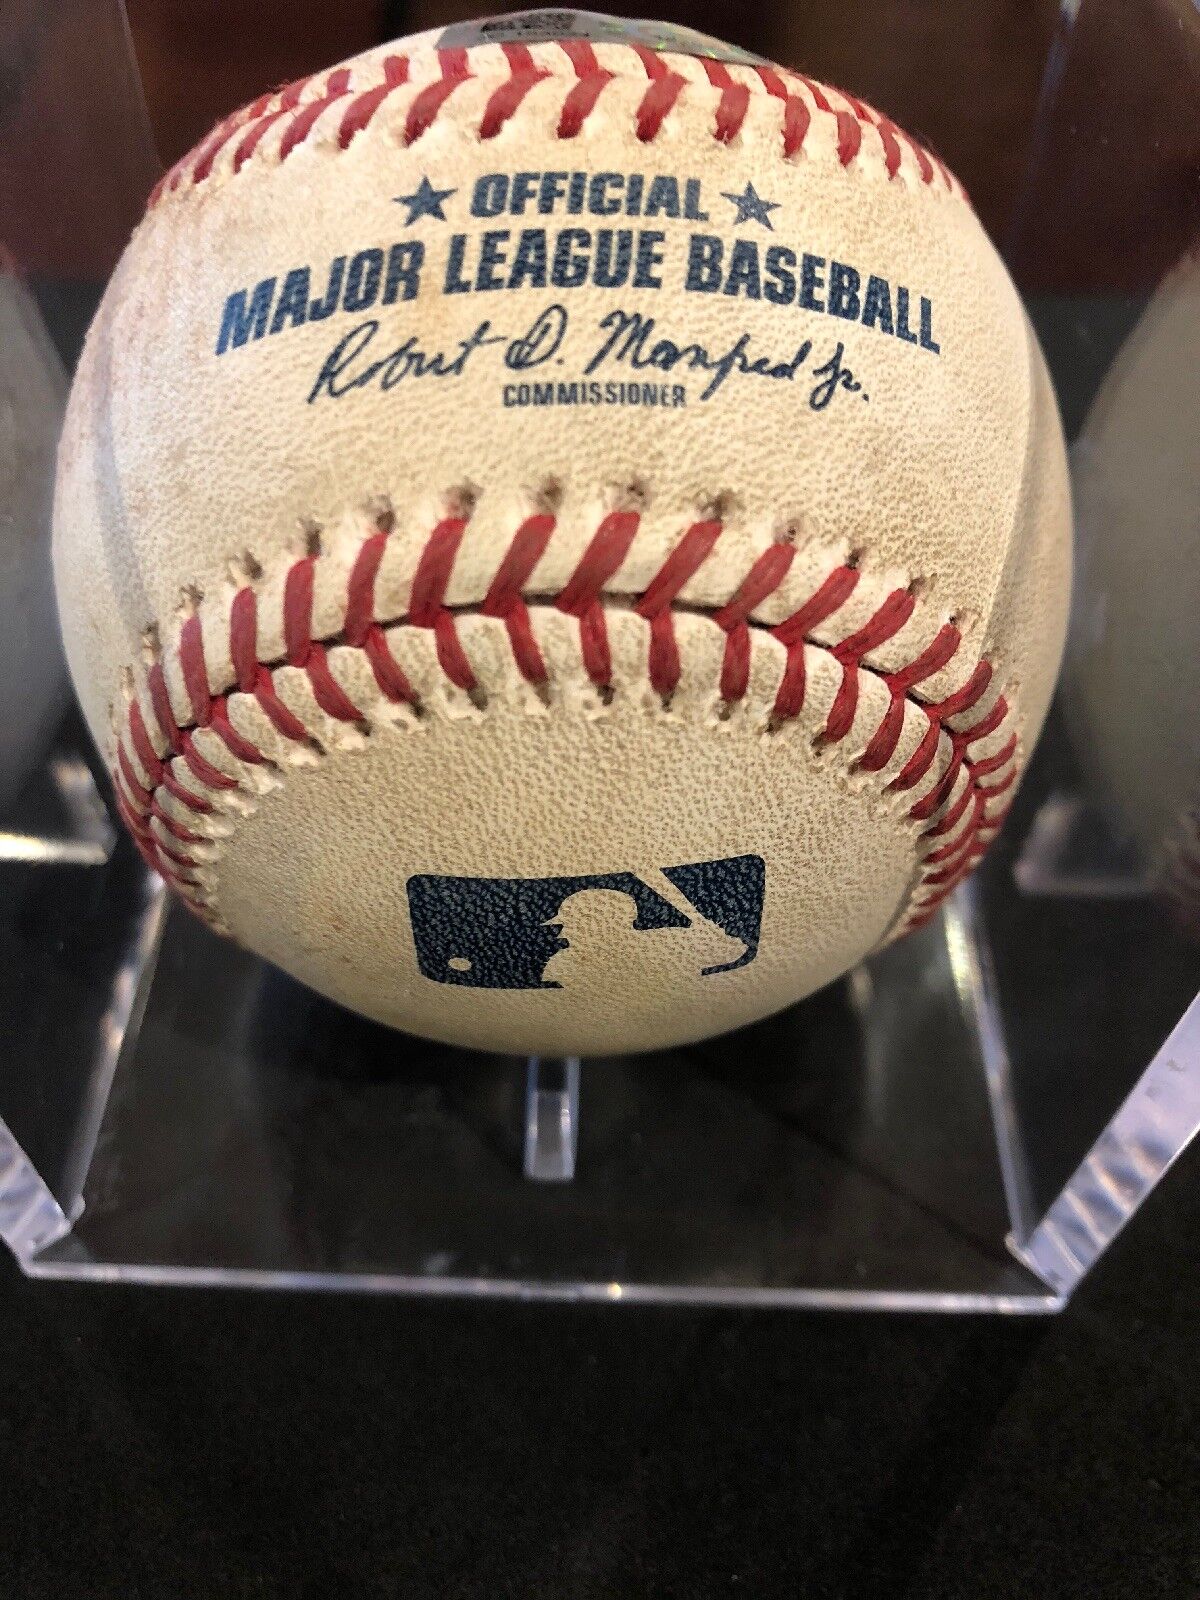 ★ OFFICIAL ★
MAJOR LEAGUE BASEBALL
Robert D. Manfred Jr.
COMMISSIONER